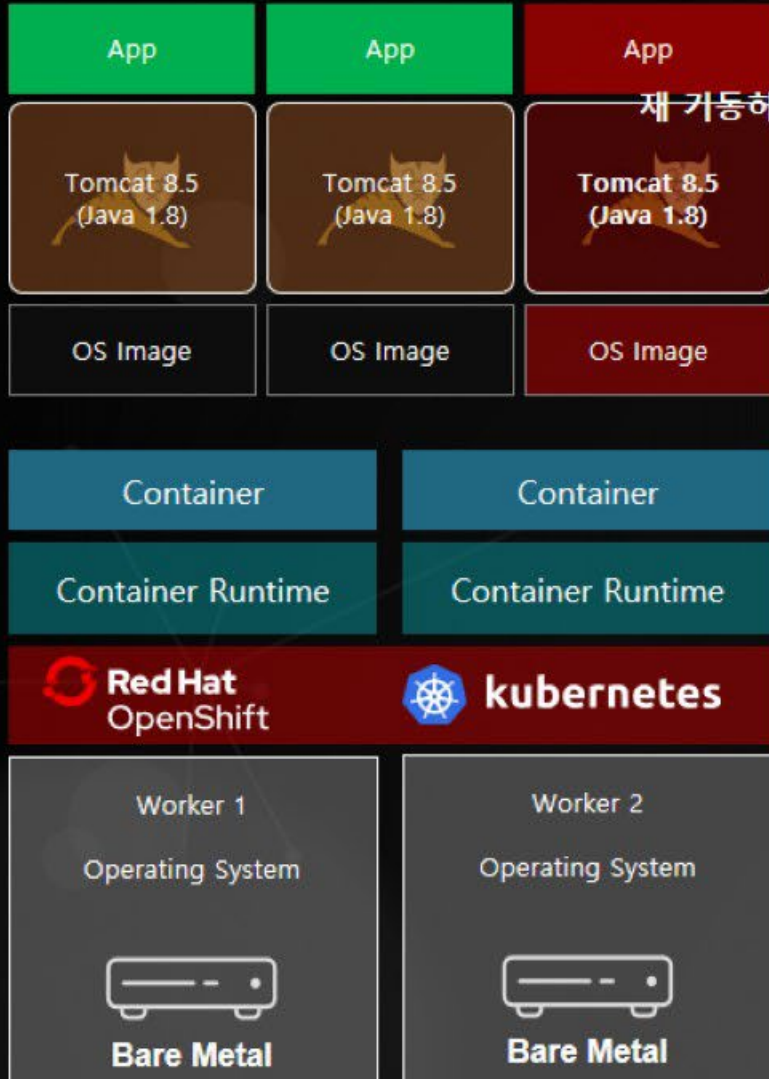 App
App
App
재 기동하
Tomcat 8.5
(Java 1.8)
Tomcat 8.5
(Java 1.8)
Tomcat 8.5
(Java 1.8)
OS Image
OS Image
OS Image
Container
Container
Container Runtime
Container Runtime
Red Hat
OpenShift
kubernetes
Worker 1
Operating System
Bare Metal
Worker 2
Operating System
Bare Metal